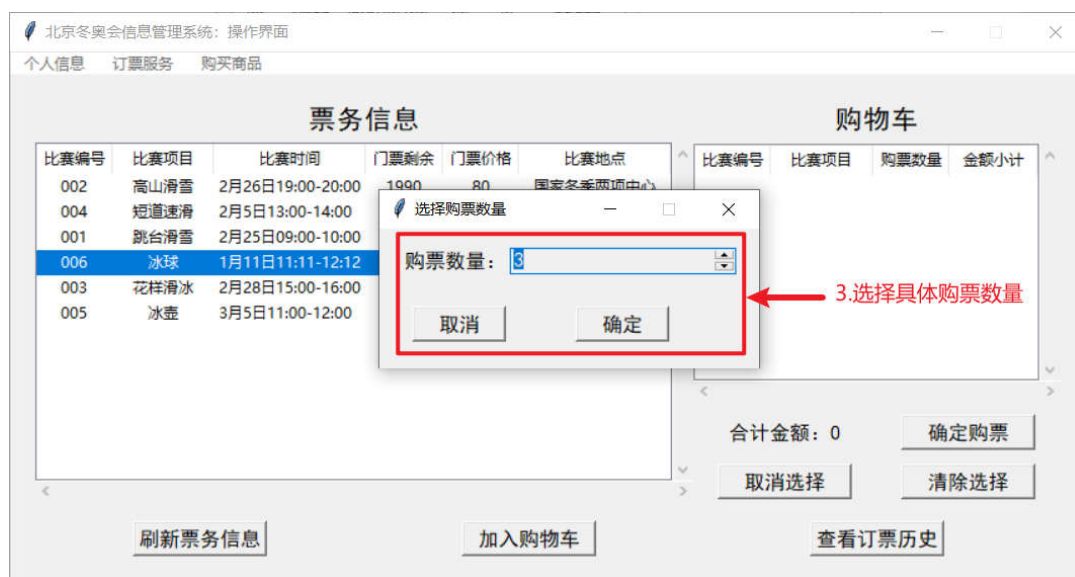 北京冬奥会信息管理系统：操作界面
个人信息 订票服务 购买商品
票务信息 购物车
比赛编号 比赛项目 比赛时间 门票剩余 门票价格 比赛地点 比赛编号 比赛项目 购票数量 金额小计
002 高山滑雪 2月26日19:00-20:00 1990 80 国家冬季两项中心
004 短道速滑 2月5日13:00-14:00
001 跳台滑雪 2月25日09:00-10:00
006 冰球 1月11日11:11-12:12
003 花样滑冰 2月28日15:00-16:00
005 冰壶 3月5日11:00-12:00
选择购票数量
购票数量：3
取消 确定
3.选择具体购票数量
合计金额：0 确定购票
取消选择 清除选择
刷新票务信息 加入购物车 查看订票历史